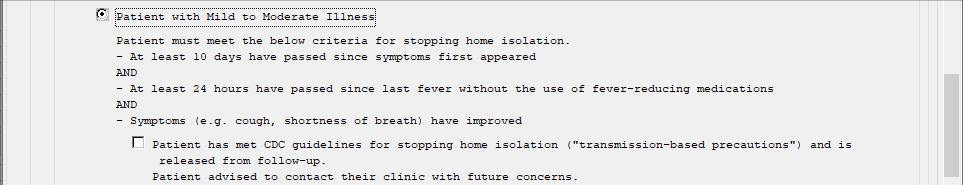 Patient with Mild to Moderate Illness
Patient must meet the below criteria for stopping home isolation.
- At least 10 days have passed since symptoms first appeared
AND
- At least 24 hours have passed since last fever without the use of fever-reducing medications
AND
- Symptoms (e.g. cough, shortness of breath) have improved
Patient has met CDC guidelines for stopping home isolation ("transmission-based precautions") and is
released from follow-up.
Patient advised to contact their clinic with future concerns.